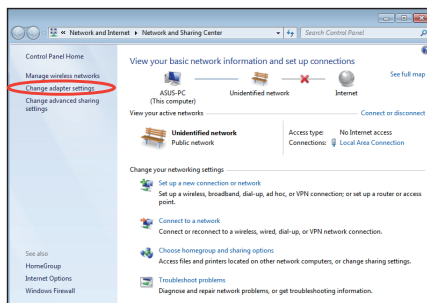 Network and Internet ▸ Network and Sharing Center
Search Control Panel
Control Panel Home
Manage wireless networks
Change adapter settings
Change advanced sharing
settings
See also
HomeGroup
Internet Options
Windows Firewall
View your basic network information and set up connections
See full map
ASUS-PC
(This computer)
Unidentified network
Internet
View your active networks
Connect or disconnect
Unidentified network
Public network
Access type: No Internet access
Connections: Local Area Connection
Change your networking settings
Set up a new connection or network
Set up a wireless, broadband, dial-up, ad hoc, or VPN connection; or set up a router or access
point.
Connect to a network
Connect or reconnect to a wireless, wired, dial-up, or VPN network connection.
Choose homegroup and sharing options
Access files and printers located on other network computers, or change sharing settings.
Troubleshoot problems
Diagnose and repair network problems, or get troubleshooting information.